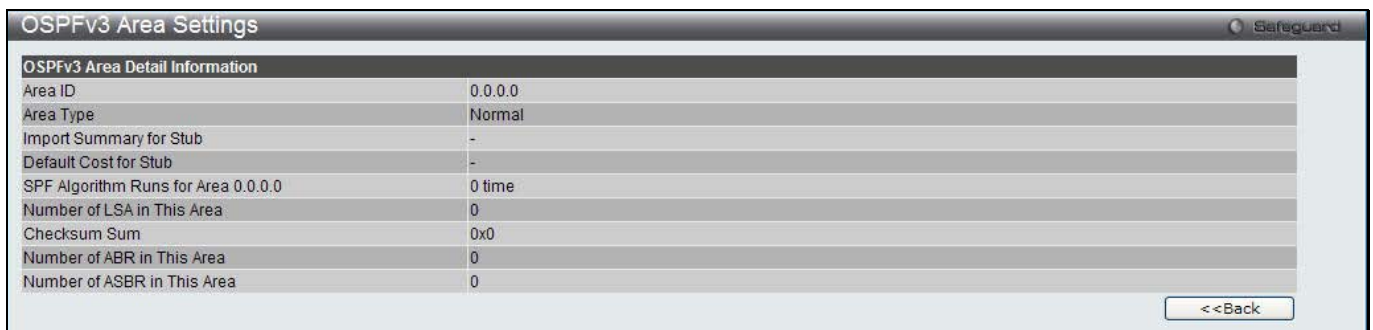 OSPFv3 Area Settings
Safeguard
OSPFv3 Area Detail Information
Area ID 0.0.0.0
Area Type Normal
Import Summary for Stub -
Default Cost for Stub -
SPF Algorithm Runs for Area 0.0.0.0 0 time
Number of LSA in This Area 0
Checksum Sum 0x0
Number of ABR in This Area 0
Number of ASBR in This Area 0
<<Back